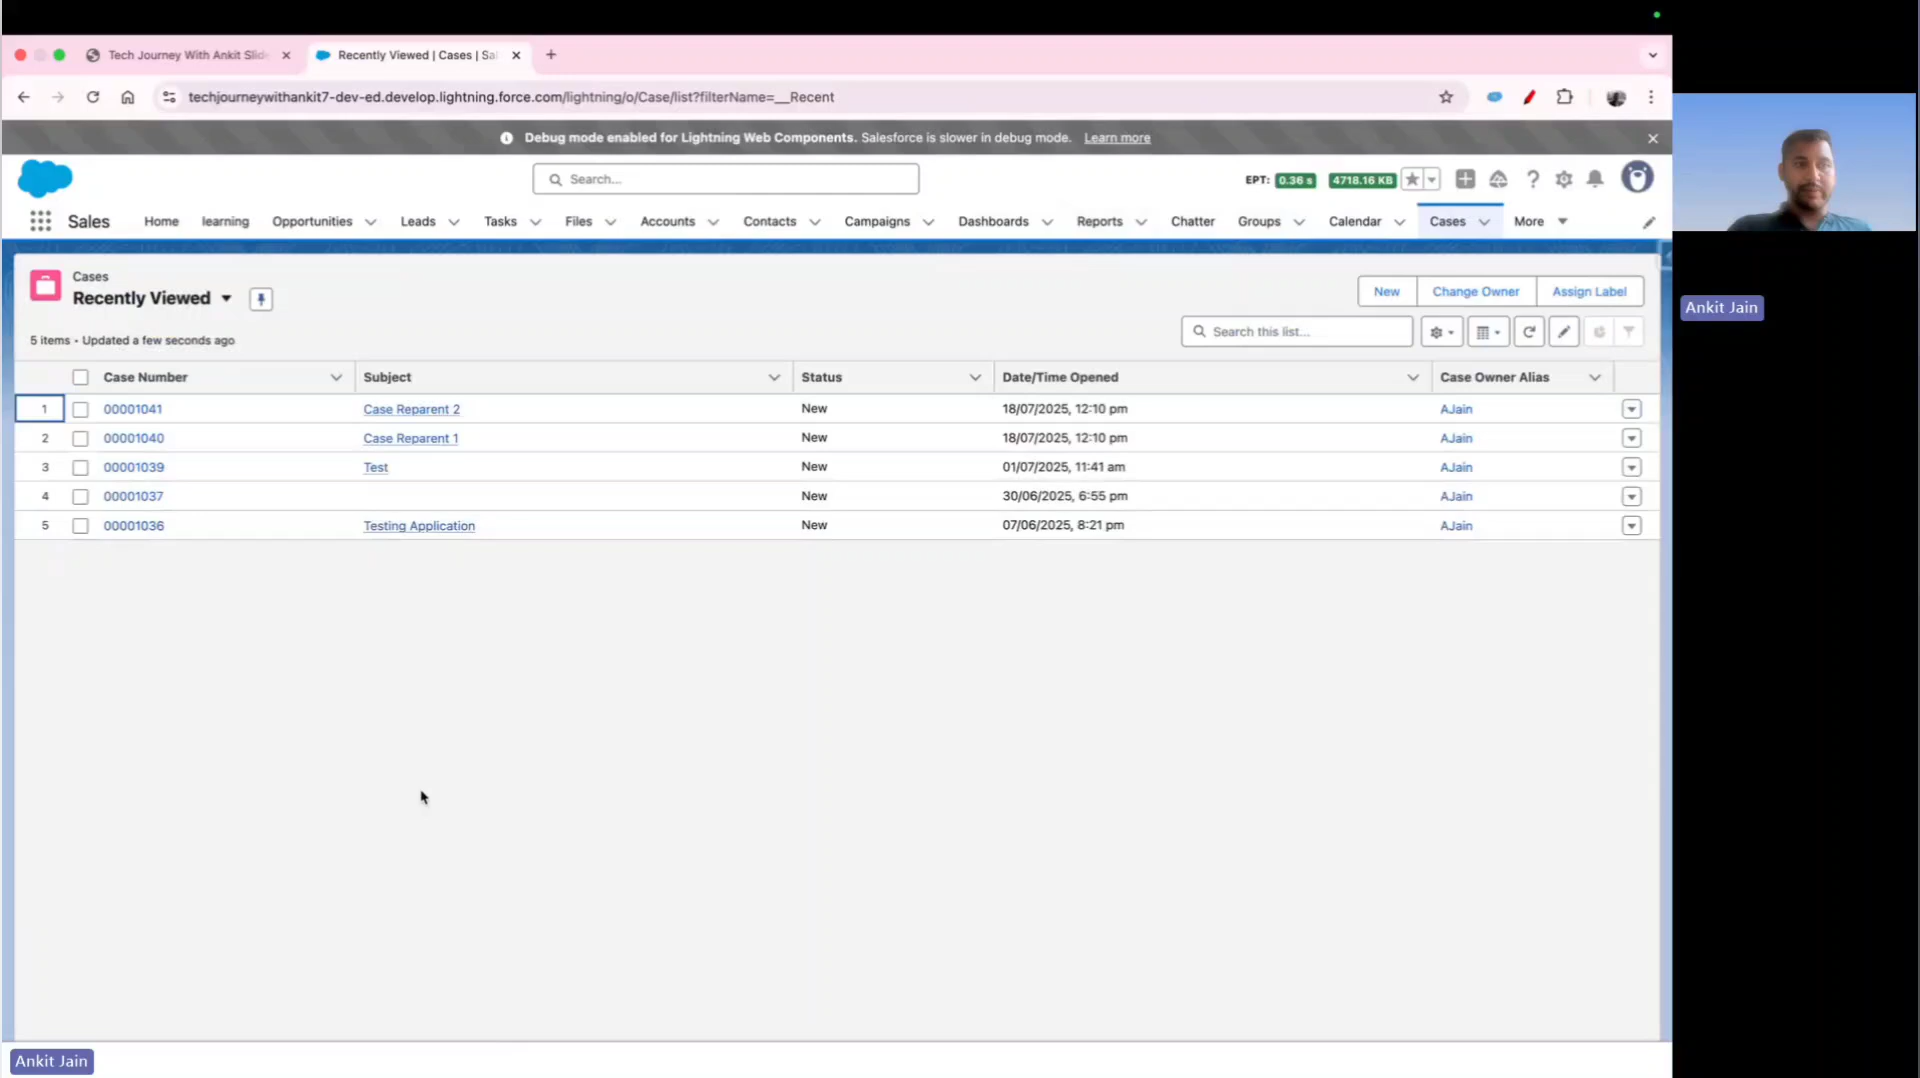 Tech Journey With Ankit Slid
Recently Viewed | Cases | Sa
techjourneywithankit7-dev-ed.develop.lightning.force.com/lightning/o/Case/list?filterName=__Recent
Debug mode enabled for Lightning Web Components. Salesforce is slower in debug mode. Learn more
Search...
EPT: 0.36 s 4718.16 KB
Sales Home learning Opportunities Leads Tasks Files Accounts Contacts Campaigns Dashboards Reports Chatter Groups Calendar Cases More
Cases
Recently Viewed
New Change Owner Assign Label
5 items • Updated a few seconds ago
Search this list...
Case Number Subject Status Date/Time Opened Case Owner Alias
1 00001041 Case Reparent 2 New 18/07/2025, 12:10 pm AJain
2 00001040 Case Reparent 1 New 18/07/2025, 12:10 pm AJain
3 00001039 Test New 01/07/2025, 11:41 am AJain
4 00001037 New 30/06/2025, 6:55 pm AJain
5 00001036 Testing Application New 07/06/2025, 8:21 pm AJain
Ankit Jain
Ankit Jain